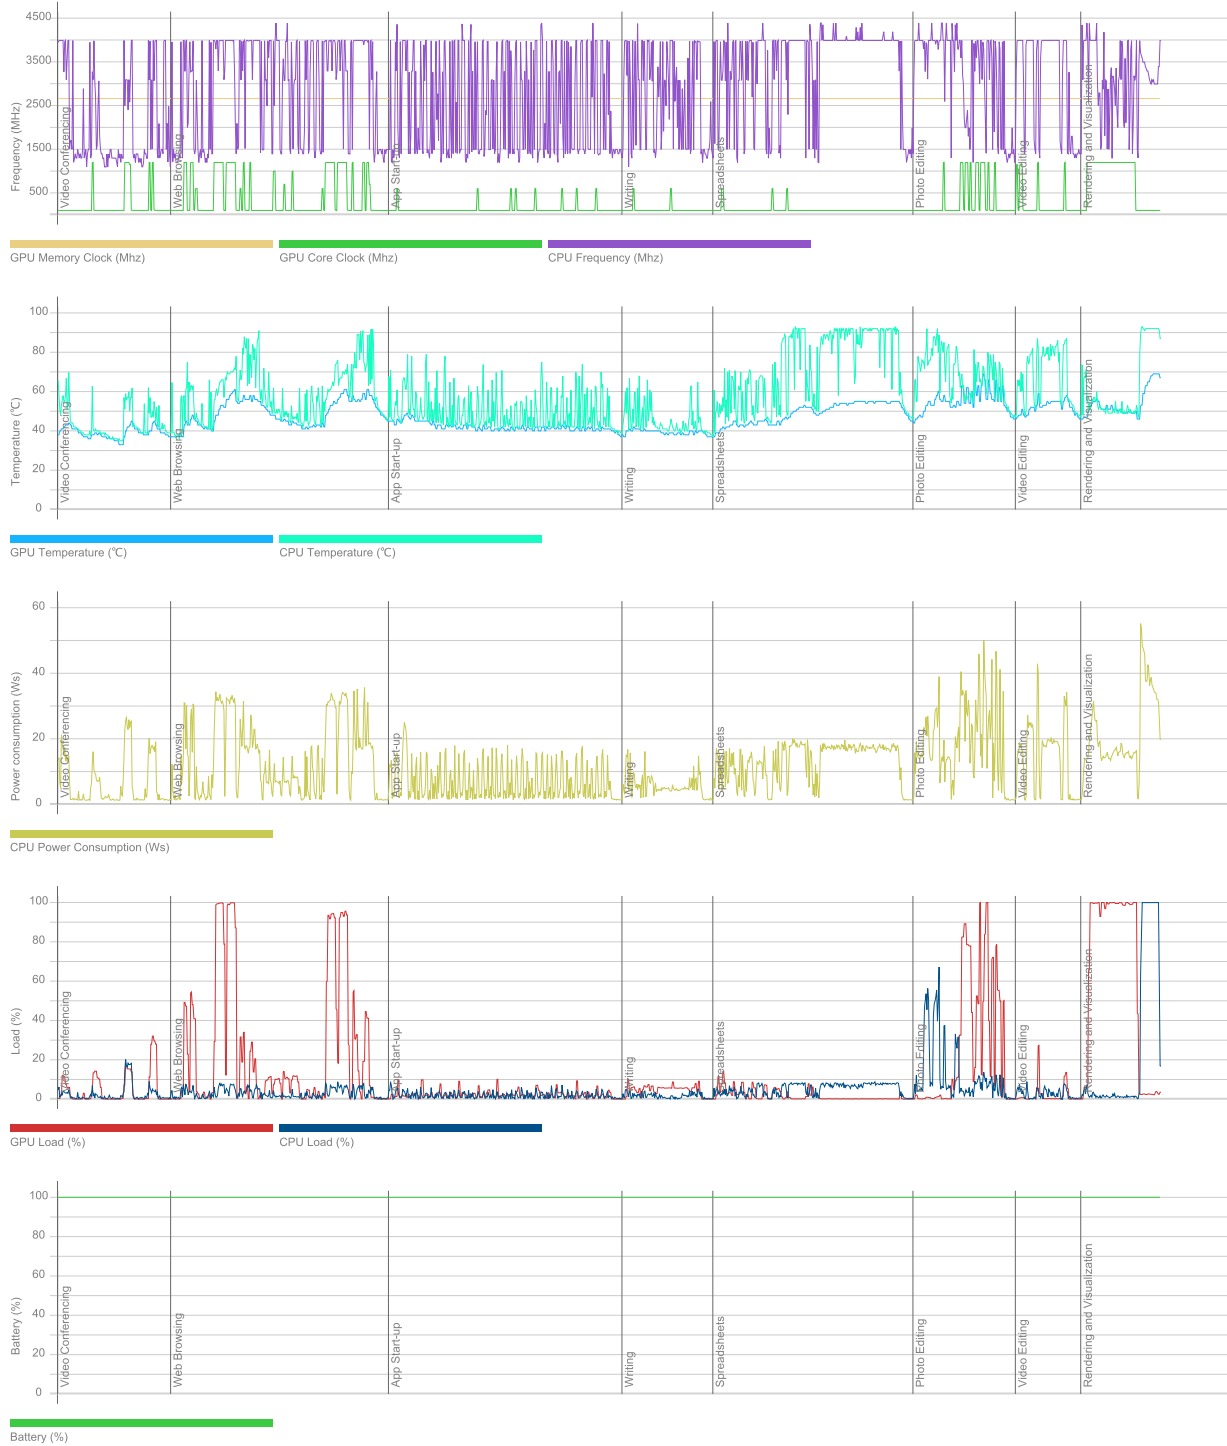 Frequency (MHz)
4500
3500
2500
1500
500
Video Conferencing
Web Browsing
App Start-up
Writing
Spreadsheets
Photo Editing
Video Editing
Rendering and Visualization
GPU Memory Clock (Mhz)
GPU Core Clock (Mhz)
CPU Frequency (Mhz)
Temperature (℃)
100
80
60
40
20
0
Video Conferencing
Web Browsing
App Start-up
Writing
Spreadsheets
Photo Editing
Video Editing
Rendering and Visualization
GPU Temperature (℃)
CPU Temperature (℃)
Power consumption (Ws)
60
40
20
0
Video Conferencing
Web Browsing
App Start-up
Writing
Spreadsheets
Photo Editing
Video Editing
Rendering and Visualization
CPU Power Consumption (Ws)
Load (%)
100
80
60
40
20
0
Video Conferencing
Web Browsing
App Start-up
Writing
Spreadsheets
Photo Editing
Video Editing
Rendering and Visualization
GPU Load (%)
CPU Load (%)
Battery (%)
100
80
60
40
20
0
Video Conferencing
Web Browsing
App Start-up
Writing
Spreadsheets
Photo Editing
Video Editing
Rendering and Visualization
Battery (%)